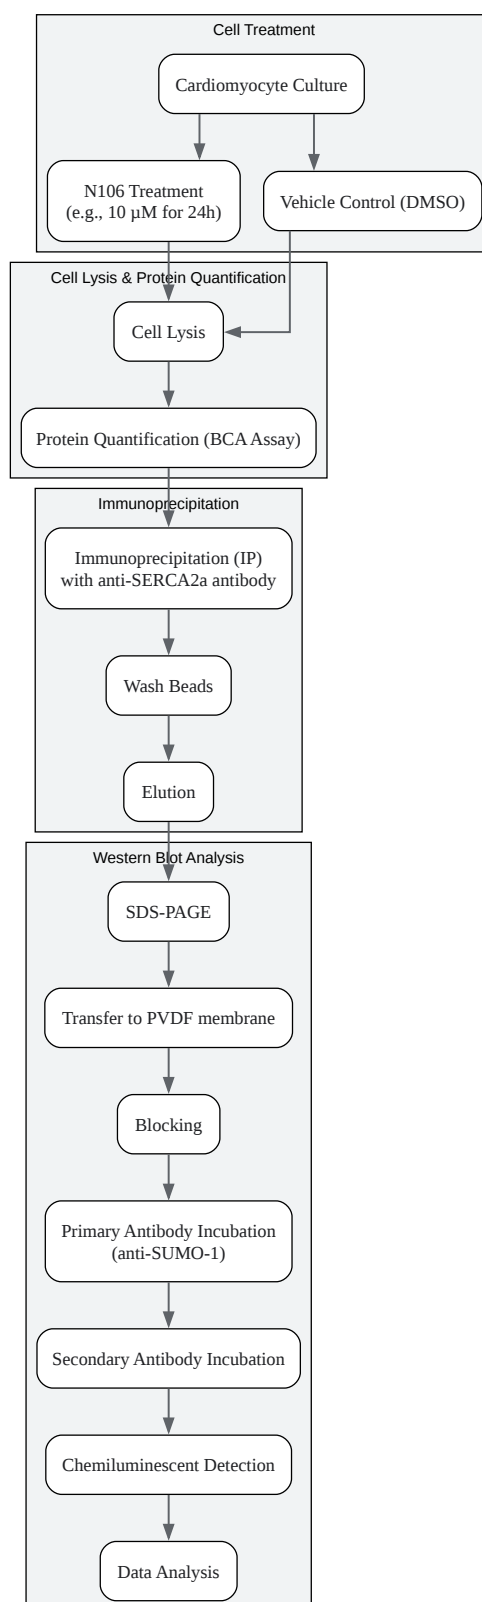 Cell Treatment
Cardiomyocyte Culture
N106 Treatment
(e.g., 10 µM for 24h)
Vehicle Control (DMSO)
Cell Lysis & Protein Quantification
Cell Lysis
Protein Quantification (BCA Assay)
Immunoprecipitation
Immunoprecipitation (IP)
with anti-SERCA2a antibody
Wash Beads
Elution
Western Blot Analysis
SDS-PAGE
Transfer to PVDF membrane
Blocking
Primary Antibody Incubation
(anti-SUMO-1)
Secondary Antibody Incubation
Chemiluminescent Detection
Data Analysis